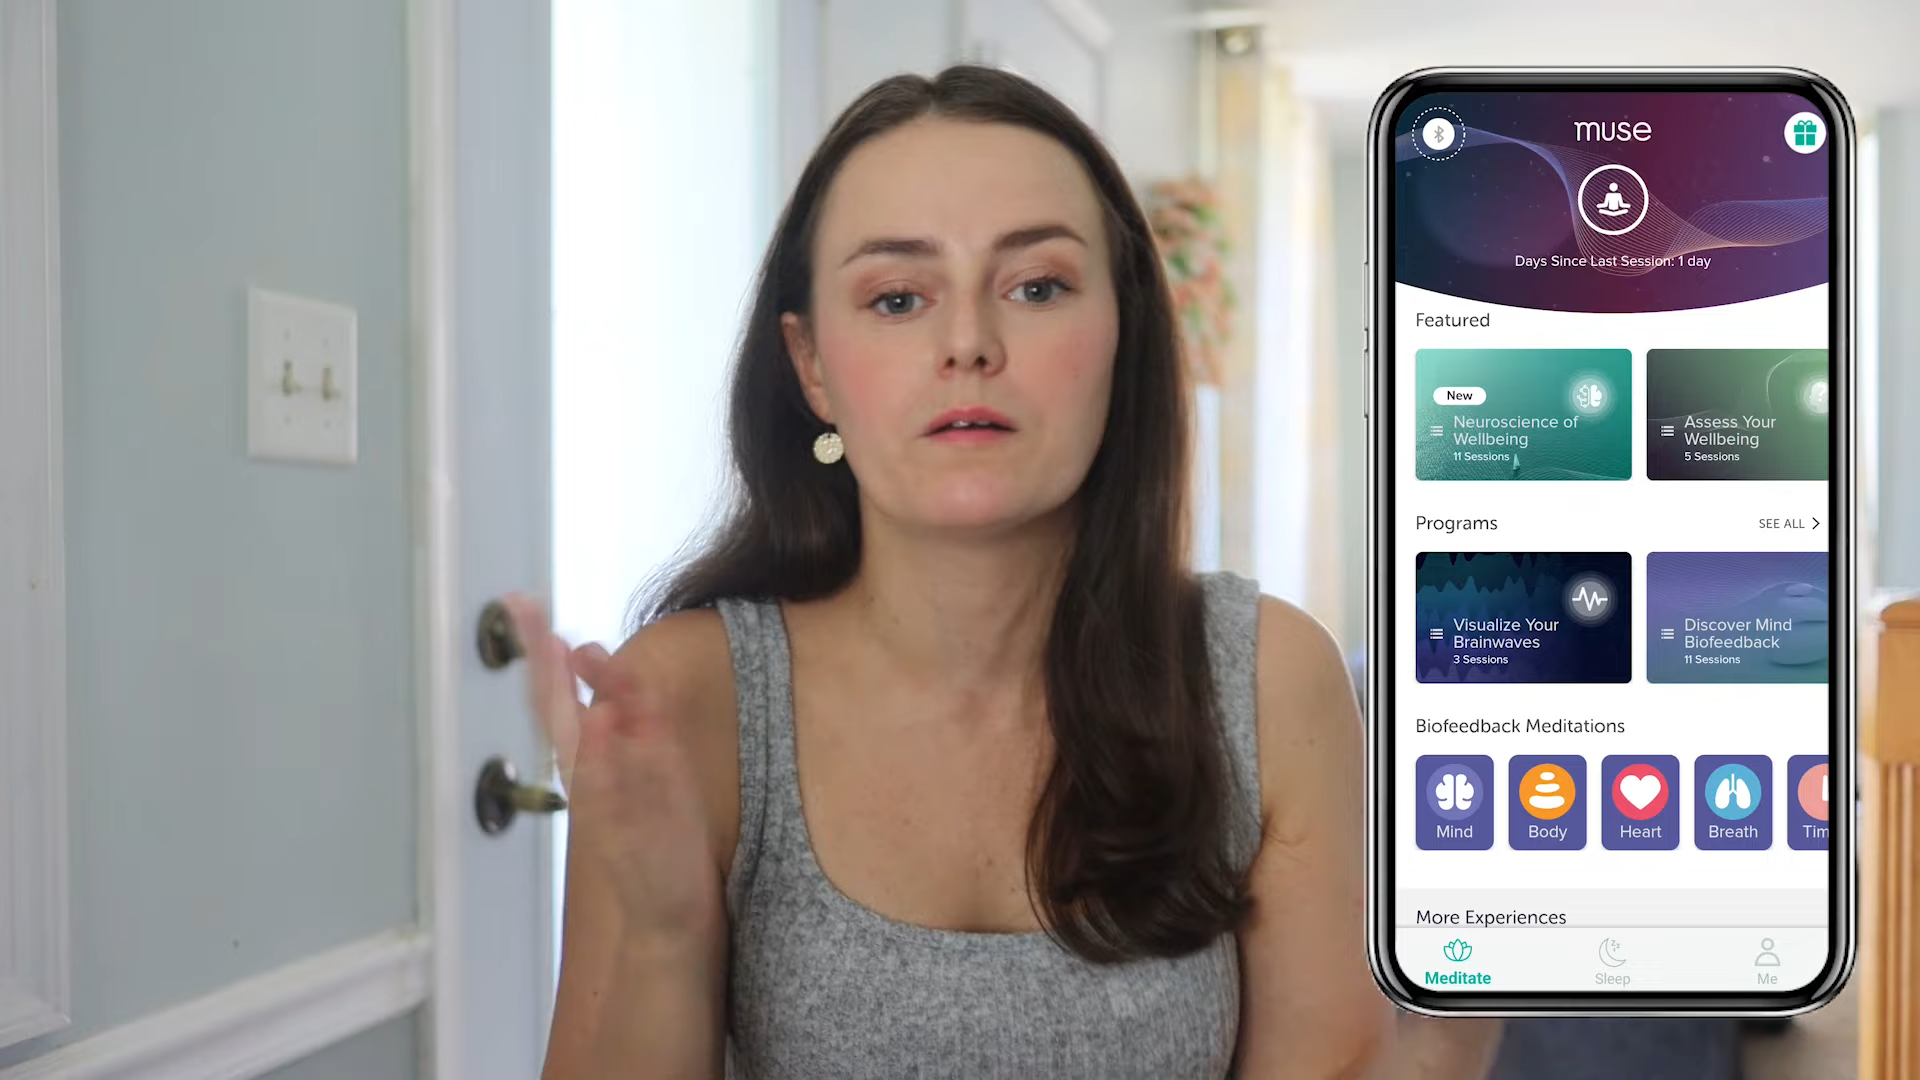 muse
Days Since Last Session: 1 day
Featured
New
Neuroscience of
Wellbeing
11 Sessions
Assess Your
Wellbeing
5 Sessions
Programs
SEE ALL
Visualize Your
Brainwaves
3 Sessions
Discover Mind
Biofeedback
11 Sessions
Biofeedback Meditations
Mind
Body
Heart
Breath
Tim
More Experiences
Meditate
Sleep
Me